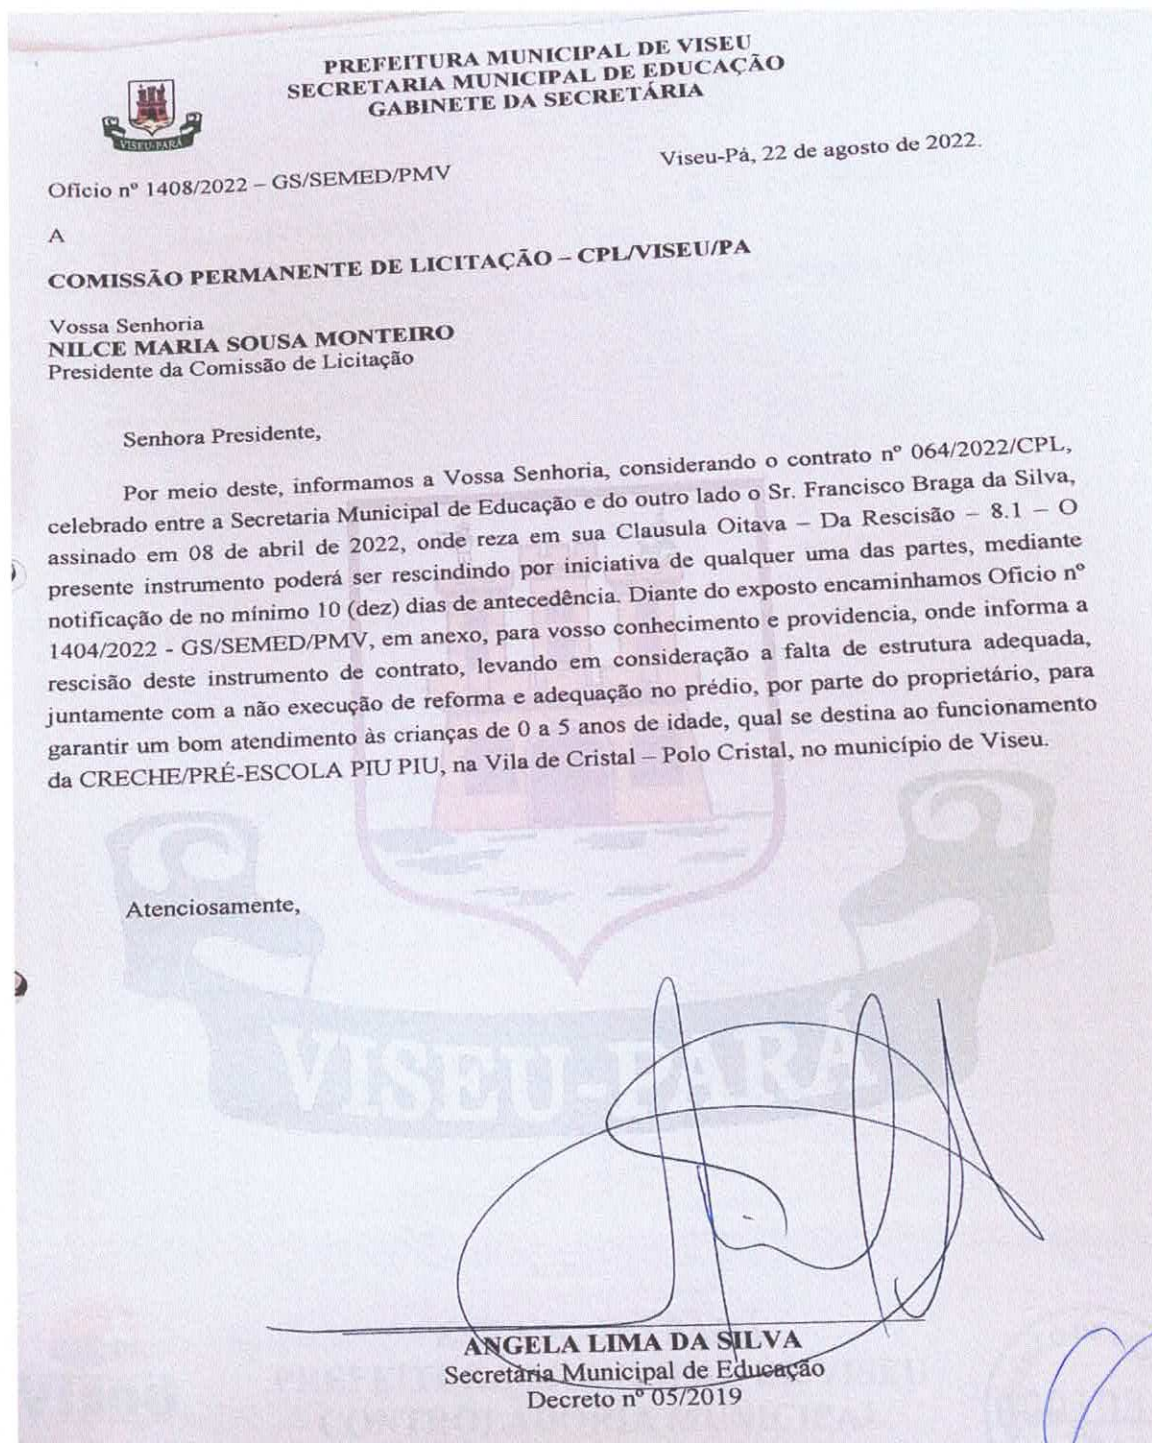 PREFEITURA MUNICIPAL DE VISEU
SECRETARIA MUNICIPAL DE EDUCAÇÃO
GABINETE DA SECRETÁRIA
VISEU-PARÁ
Viseu-Pá, 22 de agosto de 2022.
Ofício nº 1408/2022 – GS/SEMED/PMV
A
COMISSÃO PERMANENTE DE LICITAÇÃO – CPL/VISEU/PA
Vossa Senhoria
NILCE MARIA SOUSA MONTEIRO
Presidente da Comissão de Licitação
Senhora Presidente,
Por meio deste, informamos a Vossa Senhoria, considerando o contrato nº 064/2022/CPL,
celebrado entre a Secretaria Municipal de Educação e do outro lado o Sr. Francisco Braga da Silva,
assinado em 08 de abril de 2022, onde reza em sua Clausula Oitava – Da Rescisão – 8.1 – O
presente instrumento poderá ser rescindindo por iniciativa de qualquer uma das partes, mediante
notificação de no mínimo 10 (dez) dias de antecedência. Diante do exposto encaminhamos Oficio nº
1404/2022 - GS/SEMED/PMV, em anexo, para vosso conhecimento e providencia, onde informa a
rescisão deste instrumento de contrato, levando em consideração a falta de estrutura adequada,
juntamente com a não execução de reforma e adequação no prédio, por parte do proprietário, para
garantir um bom atendimento às crianças de 0 a 5 anos de idade, qual se destina ao funcionamento
da CRECHE/PRÉ-ESCOLA PIU PIU, na Vila de Cristal – Polo Cristal, no município de Viseu.
Atenciosamente,
VISEU-PARÁ
ANGELA LIMA DA SILVA
Secretária Municipal de Educação
Decreto nº 05/2019
CONTROLADORIA MUNICIPAL